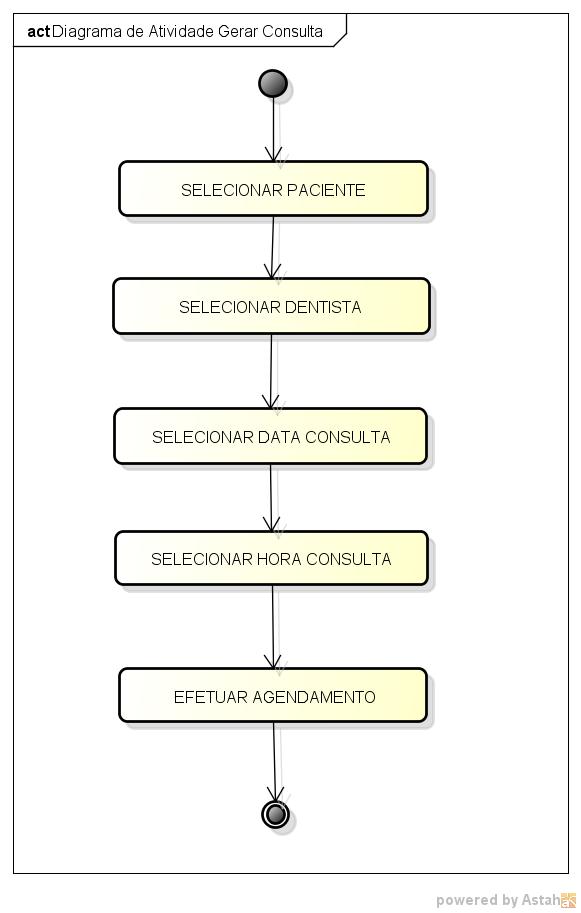 act Diagrama de Atividade Gerar Consulta
SELECIONAR PACIENTE
SELECIONAR DENTISTA
SELECIONAR DATA CONSULTA
SELECIONAR HORA CONSULTA
EFETUAR AGENDAMENTO
powered by Astah